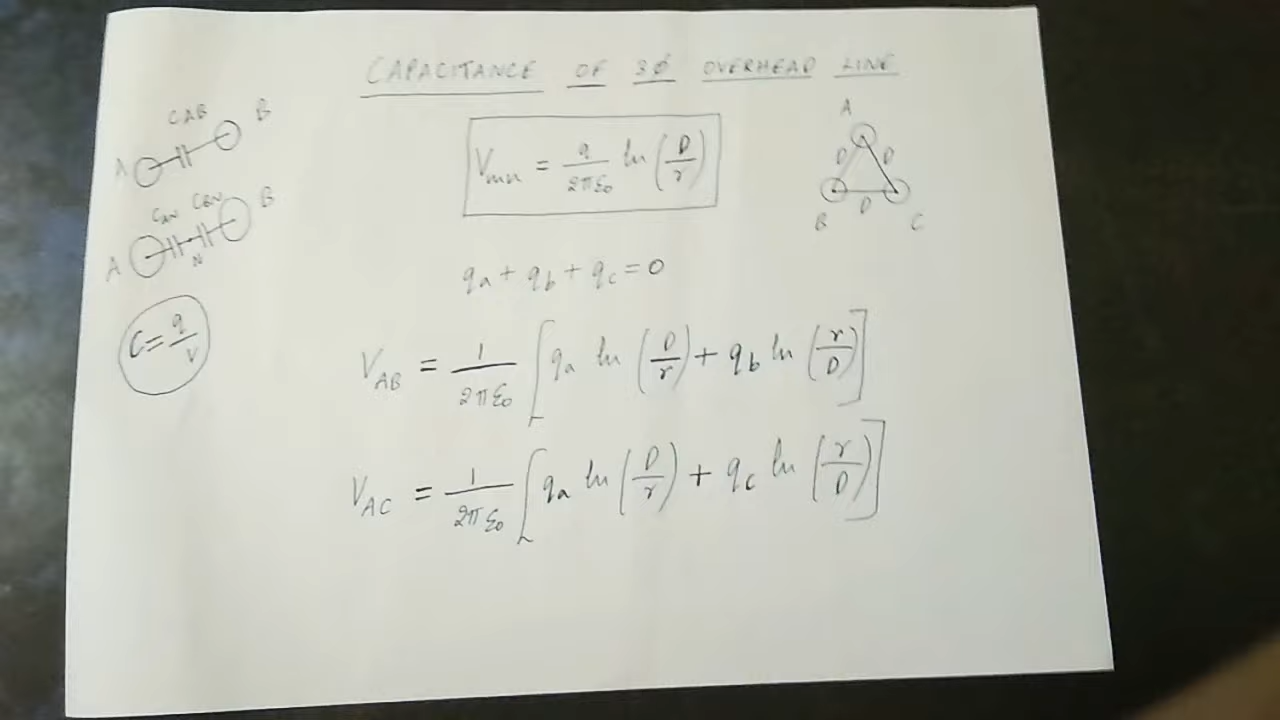 CAPACITANCE OF 3Ø OVERHEAD LINE
CAB
A B
CAN CBN
A N B
C = q/V
Vmn = q/2πε₀ ln (D/r)
A
D D
B D C
qa + qb + qc = 0
VAB = 1/2πε₀ [qa ln (D/r) + qb ln (r/D)]
VAC = 1/2πε₀ [qa ln (D/r) + qc ln (r/D)]